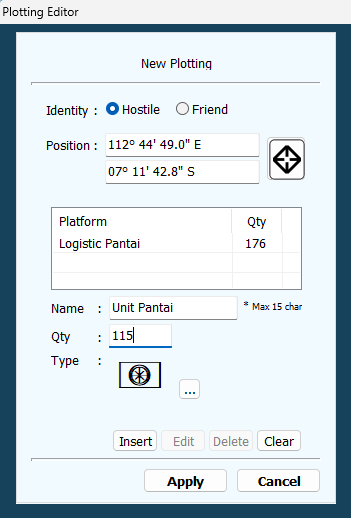 Plotting Editor
New Plotting
Identity : Hostile Friend
Position : 112° 44' 49.0" E
07° 11' 42.8" S
Platform Qty
Logistic Pantai 176
Name : Unit Pantai * Max 15 char
Qty : 115
Type :
...
Insert Edit Delete Clear
Apply Cancel